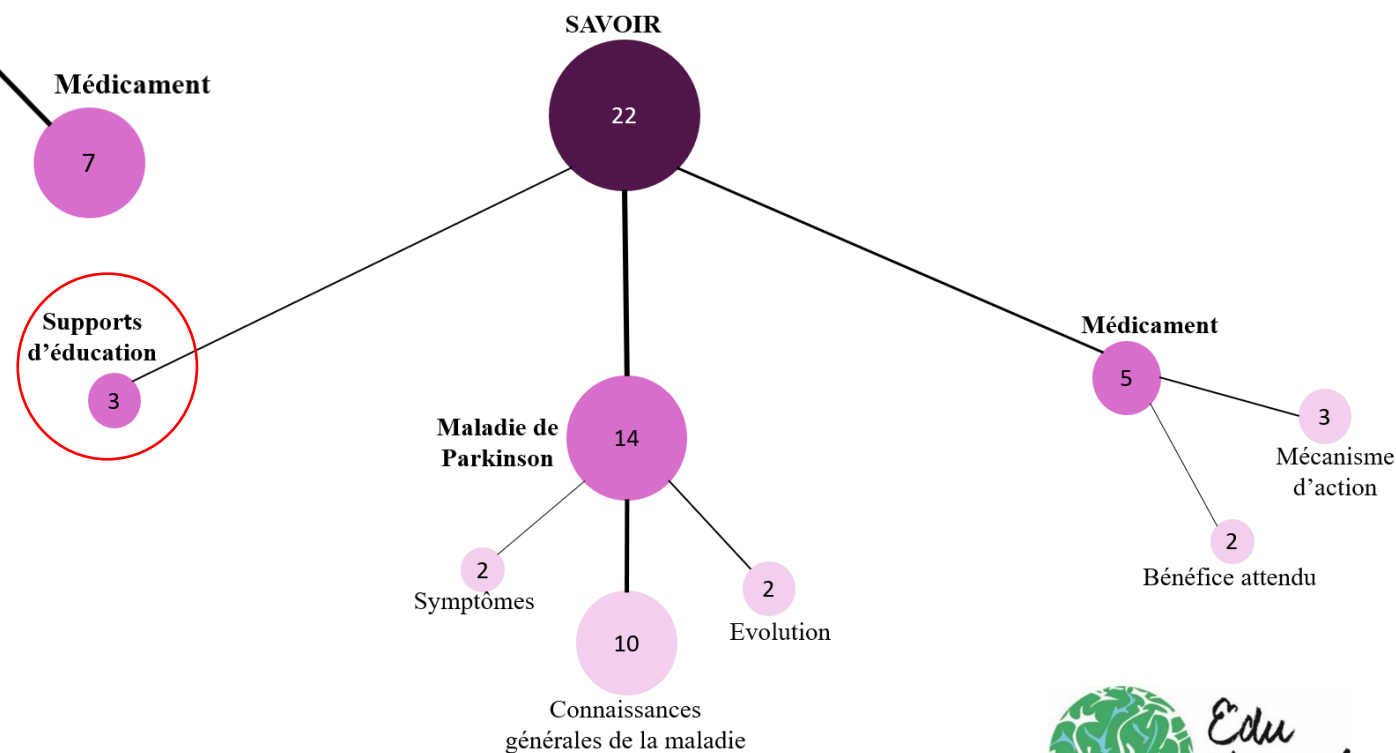 SAVOIR
22
Médicament
7
Supports
d’éducation
3
Maladie de
Parkinson
14
Médicament
5
3
Mécanisme
d’action
2
Bénéfice attendu
2
Symptômes
10
Connaissances
générales de la maladie
2
Evolution
Edu